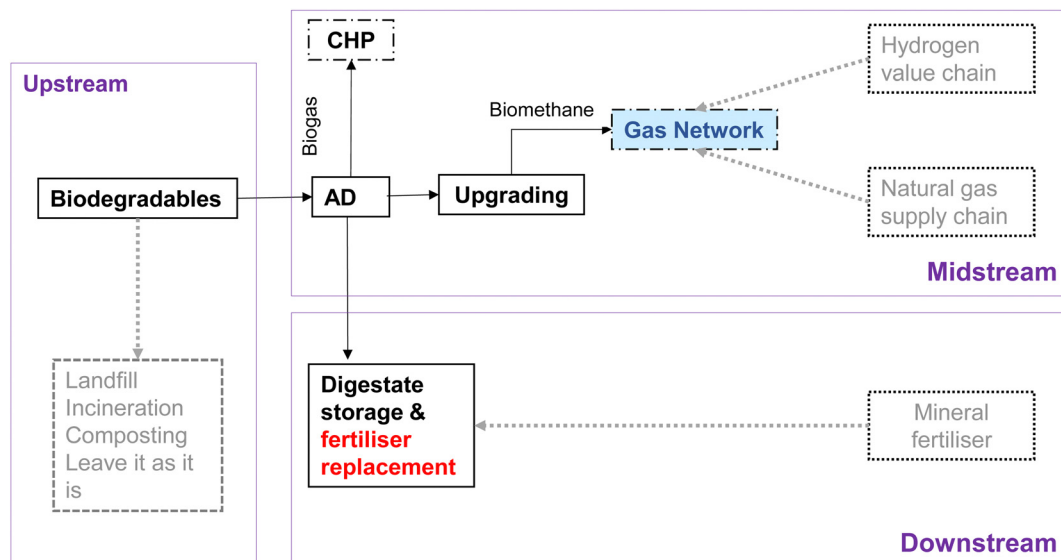 Upstream
Biodegradables
Landfill
Incineration
Composting
Leave it as it
is
CHP
Biogas
AD
Upgrading
Biomethane
Gas Network
Hydrogen
value chain
Natural gas
supply chain
Midstream
Digestate
storage &
fertiliser
replacement
Mineral
fertiliser
Downstream